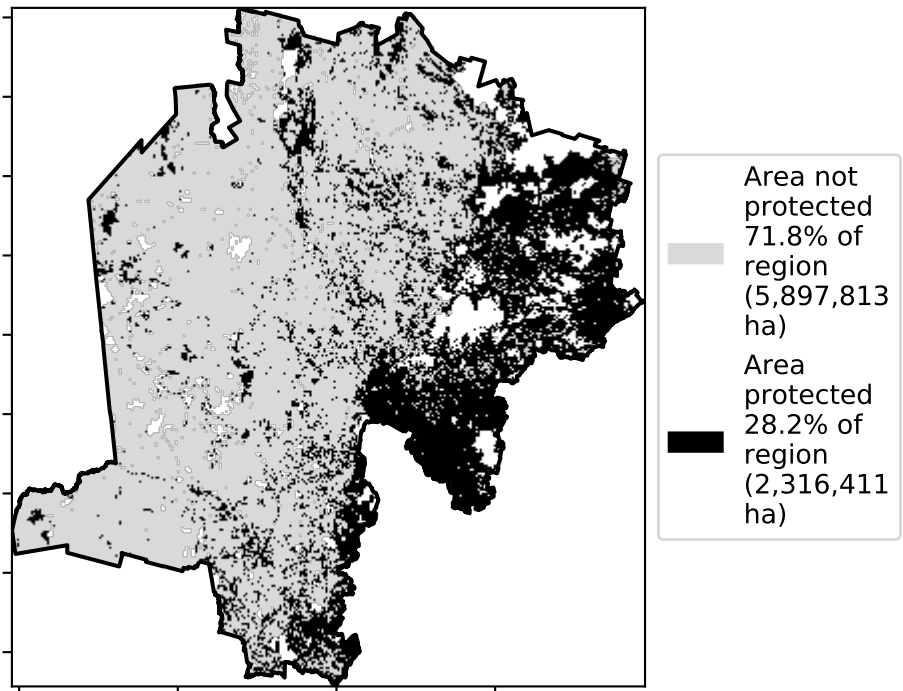 Area not
protected
71.8% of
region
(5,897,813
ha)
Area
protected
28.2% of
region
(2,316,411
ha)